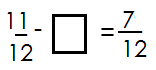 11/12 - □ = 7/12